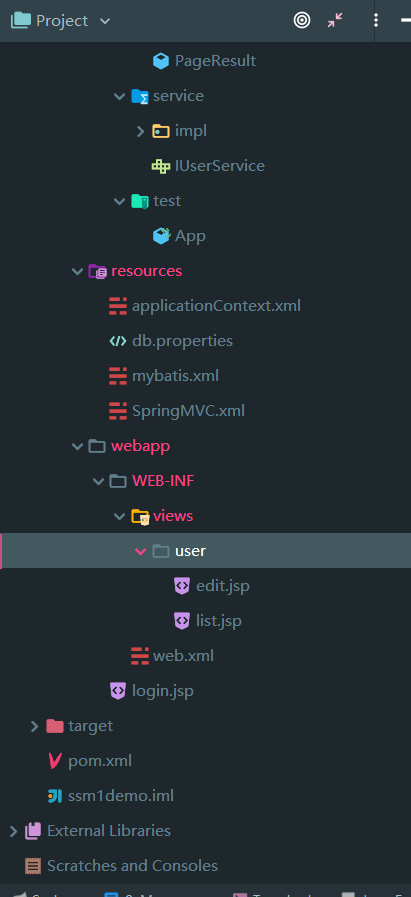 Project
PageResult
service
impl
IUserService
test
App
resources
applicationContext.xml
db.properties
mybatis.xml
SpringMVC.xml
webapp
WEB-INF
views
user
edit.jsp
list.jsp
web.xml
login.jsp
target
pom.xml
ssm1demo.iml
External Libraries
Scratches and Consoles